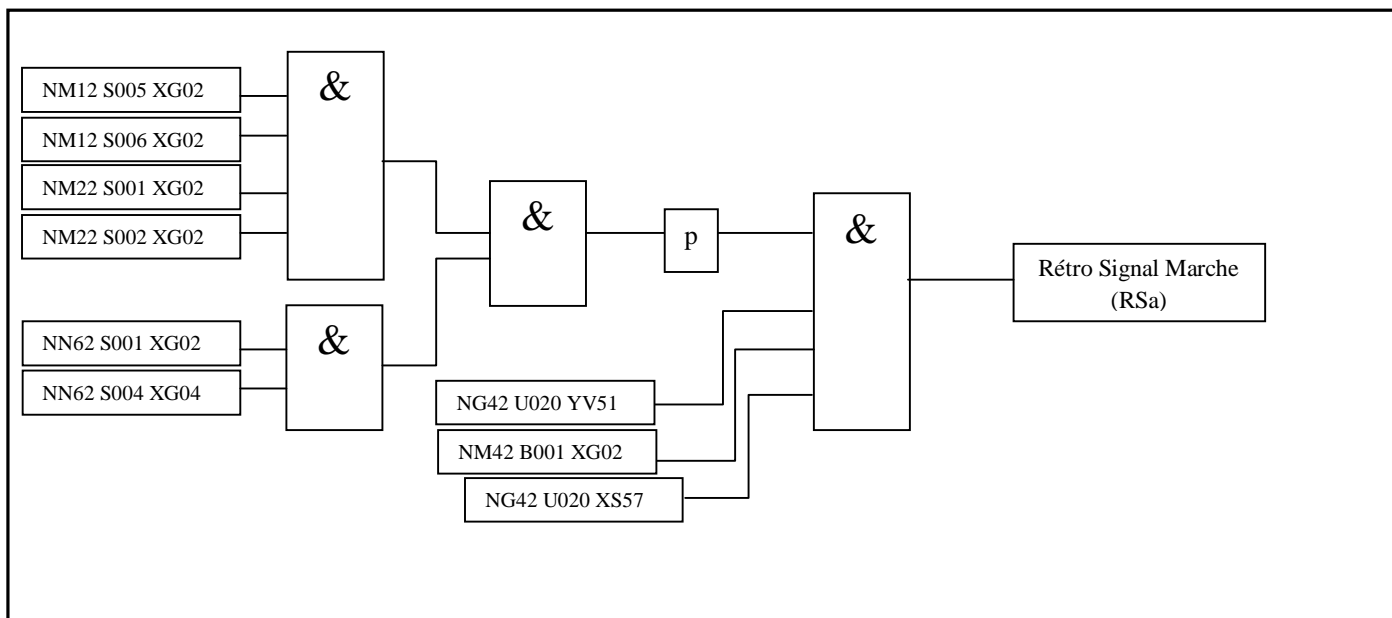 NM12 S005 XG02
&
NM12 S006 XG02
NM22 S001 XG02
NM22 S002 XG02
&
p
&
Rétro Signal Marche
(RSa)
NN62 S001 XG02
&
NN62 S004 XG04
NG42 U020 YV51
NM42 B001 XG02
NG42 U020 XS57